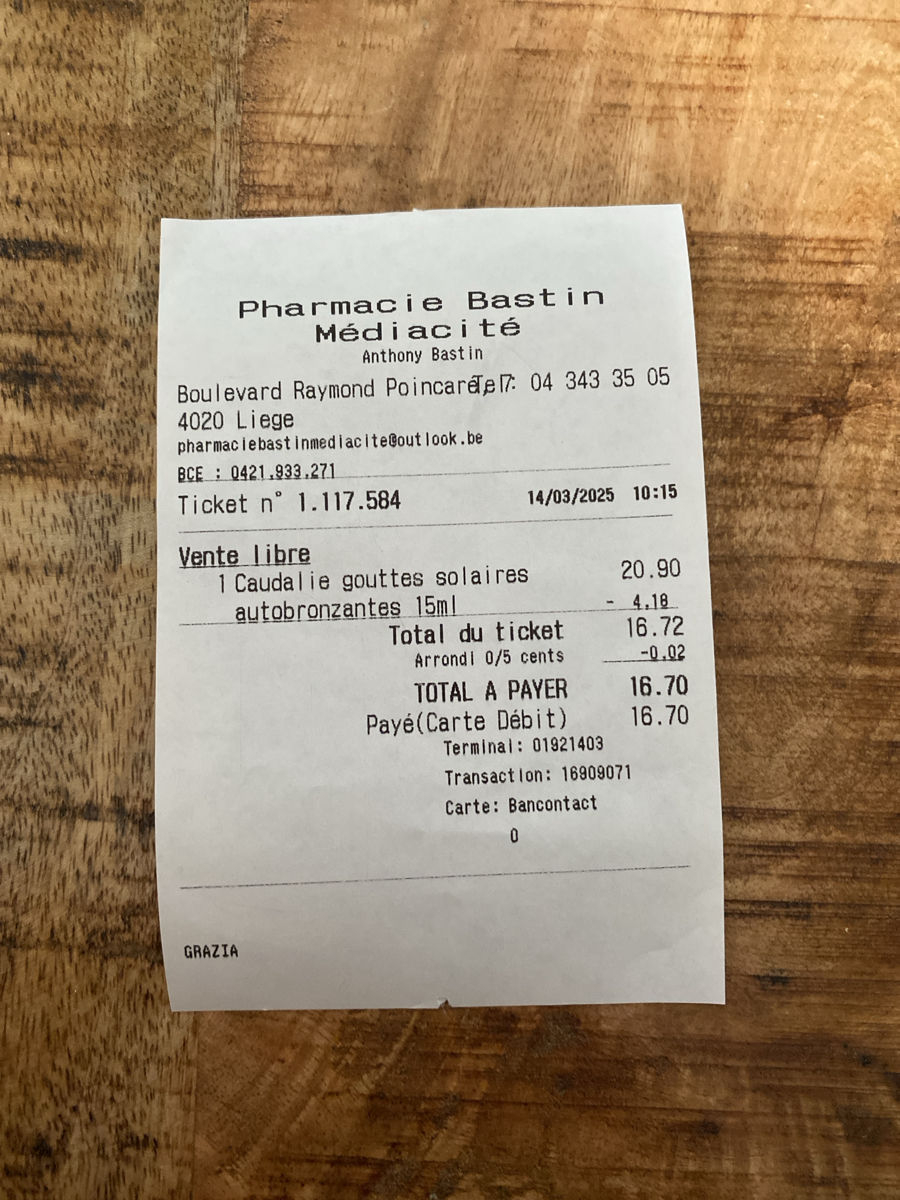 Pharmacie Bastin
Médiacité
Anthony Bastin
Boulevard Raymond Poincaré 7 Tel : 04 343 35 05
4020 Liege
pharmaciebastinmediacite@outlook.be
BCE : 0421.933.271
Ticket n° 1.117.584 14/03/2025 10:15
Vente libre
1 Caudalie gouttes solaires 20.90
autobronzantes 15ml - 4.18
Total du ticket 16.72
Arrondi 0/5 cents -0.02
TOTAL A PAYER 16.70
Payé(Carte Débit) 16.70
Terminal: 01921403
Transaction: 16909071
Carte: Bancontact
0
GRAZIA